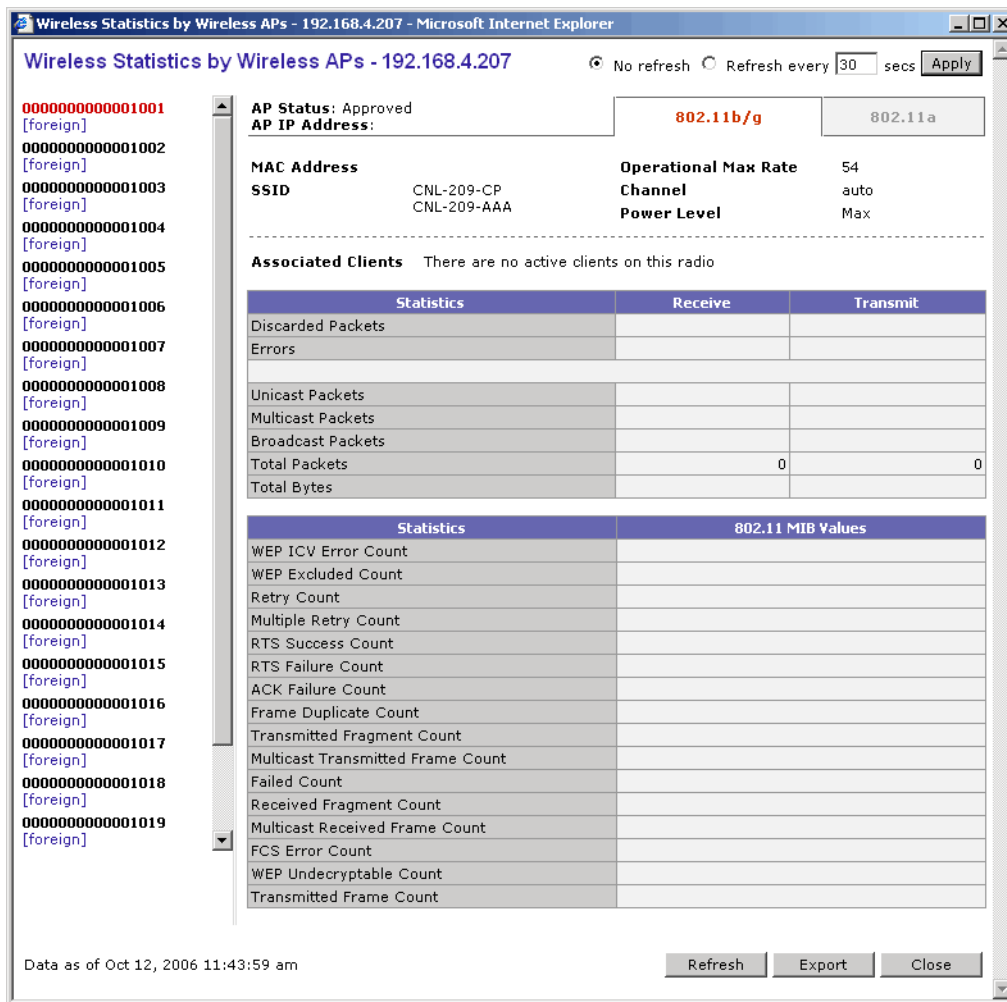 Wireless Statistics by Wireless APs - 192.168.4.207 - Microsoft Internet Explorer
Wireless Statistics by Wireless APs - 192.168.4.207
No refresh Refresh every 30 secs Apply
0000000000001001
[foreign]
0000000000001002
[foreign]
0000000000001003
[foreign]
0000000000001004
[foreign]
0000000000001005
[foreign]
0000000000001006
[foreign]
0000000000001007
[foreign]
0000000000001008
[foreign]
0000000000001009
[foreign]
0000000000001010
[foreign]
0000000000001011
[foreign]
0000000000001012
[foreign]
0000000000001013
[foreign]
0000000000001014
[foreign]
0000000000001015
[foreign]
0000000000001016
[foreign]
0000000000001017
[foreign]
0000000000001018
[foreign]
0000000000001019
[foreign]
AP Status: Approved
AP IP Address:
802.11b/g 802.11a
MAC Address
SSID CNL-209-CP
CNL-209-AAA
Operational Max Rate 54
Channel auto
Power Level Max
Associated Clients There are no active clients on this radio
Statistics Receive Transmit
Discarded Packets
Errors
Unicast Packets
Multicast Packets
Broadcast Packets
Total Packets 0 0
Total Bytes
Statistics 802.11 MIB Values
WEP ICV Error Count
WEP Excluded Count
Retry Count
Multiple Retry Count
RTS Success Count
RTS Failure Count
ACK Failure Count
Frame Duplicate Count
Transmitted Fragment Count
Multicast Transmitted Frame Count
Failed Count
Received Fragment Count
Multicast Received Frame Count
FCS Error Count
WEP Undecryptable Count
Transmitted Frame Count
Data as of Oct 12, 2006 11:43:59 am
Refresh Export Close